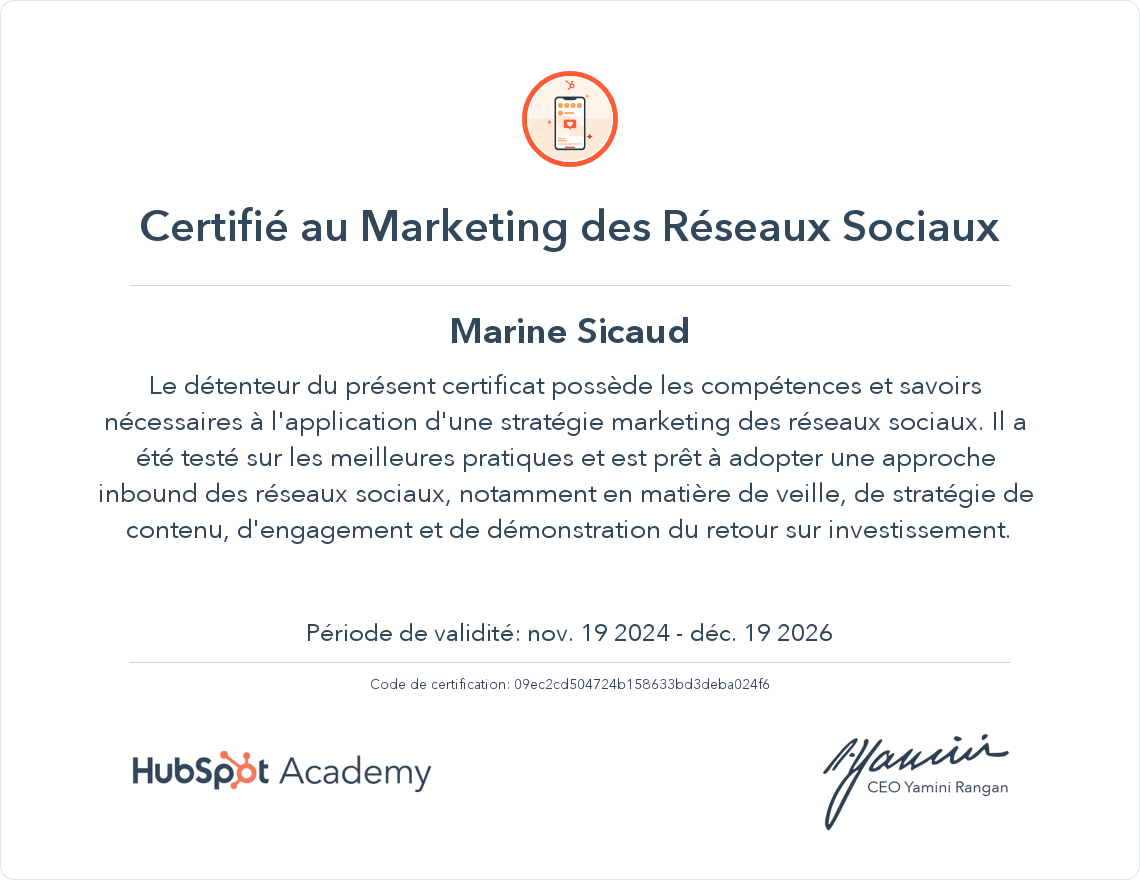 Certifié au Marketing des Réseaux Sociaux
Marine Sicaud
Le détenteur du présent certificat possède les compétences et savoirs
nécessaires à l'application d'une stratégie marketing des réseaux sociaux. Il a
été testé sur les meilleures pratiques et est prêt à adopter une approche
inbound des réseaux sociaux, notamment en matière de veille, de stratégie de
contenu, d'engagement et de démonstration du retour sur investissement.
Période de validité: nov. 19 2024 - déc. 19 2026
Code de certification: 09ec2cd504724b158633bd3deba024f6
HubSpot Academy
CEO Yamini Rangan